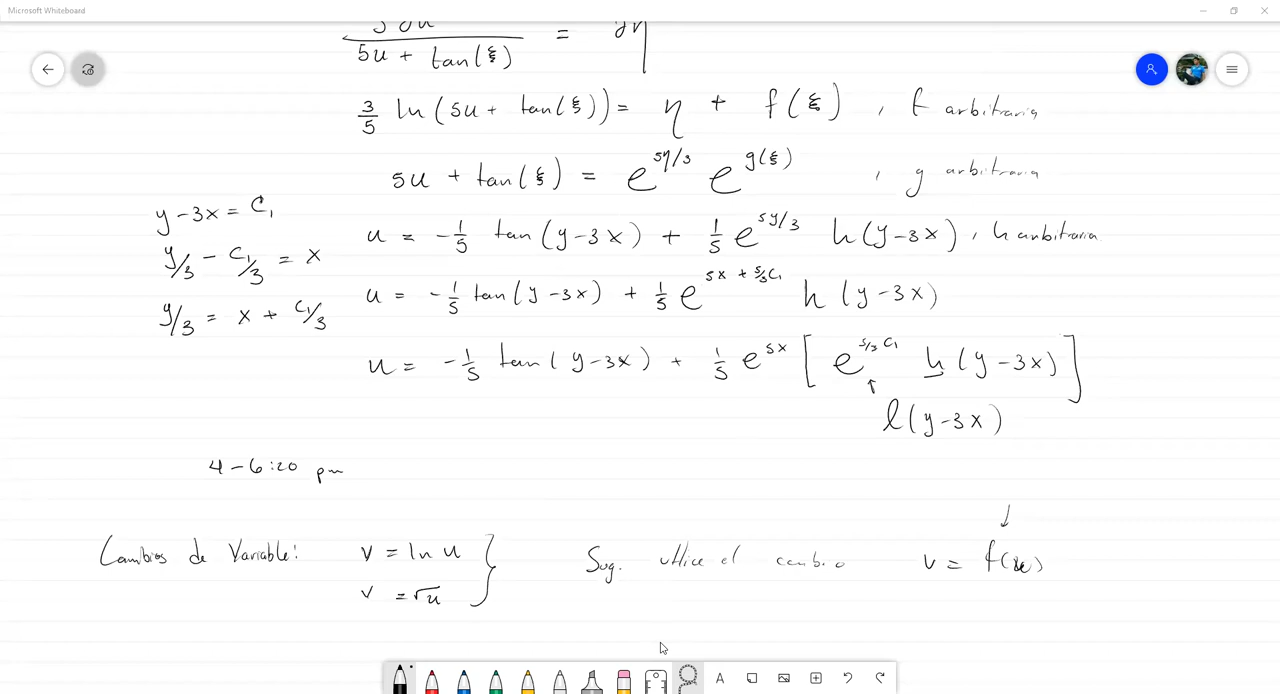 Microsoft Whiteboard
5u + tan(ξ) = ∂η
3/5 ln(5u + tan(ξ)) = η + f(ξ) , f arbitraria
5u + tan(ξ) = e^{5η/3} e^{g(ξ)} , g arbitraria
y - 3x = C₁
u = -1/5 tan(y-3x) + 1/5 e^{5y/3} h(y-3x), h arbitraria
y/3 - C₁/3 = x
u = -1/5 tan(y-3x) + 1/5 e^{5x + 5/3 C₁} h(y-3x)
y/3 = x + C₁/3
u = -1/5 tan(y-3x) + 1/5 e^{5x} [ e^{5/3 C₁} h(y-3x) ]
↑
l(y-3x)
4-6:20 pm
↓
Cambios de Variable: v = ln u
v = √u
Sug. utilice el cambio v = f(u)
A